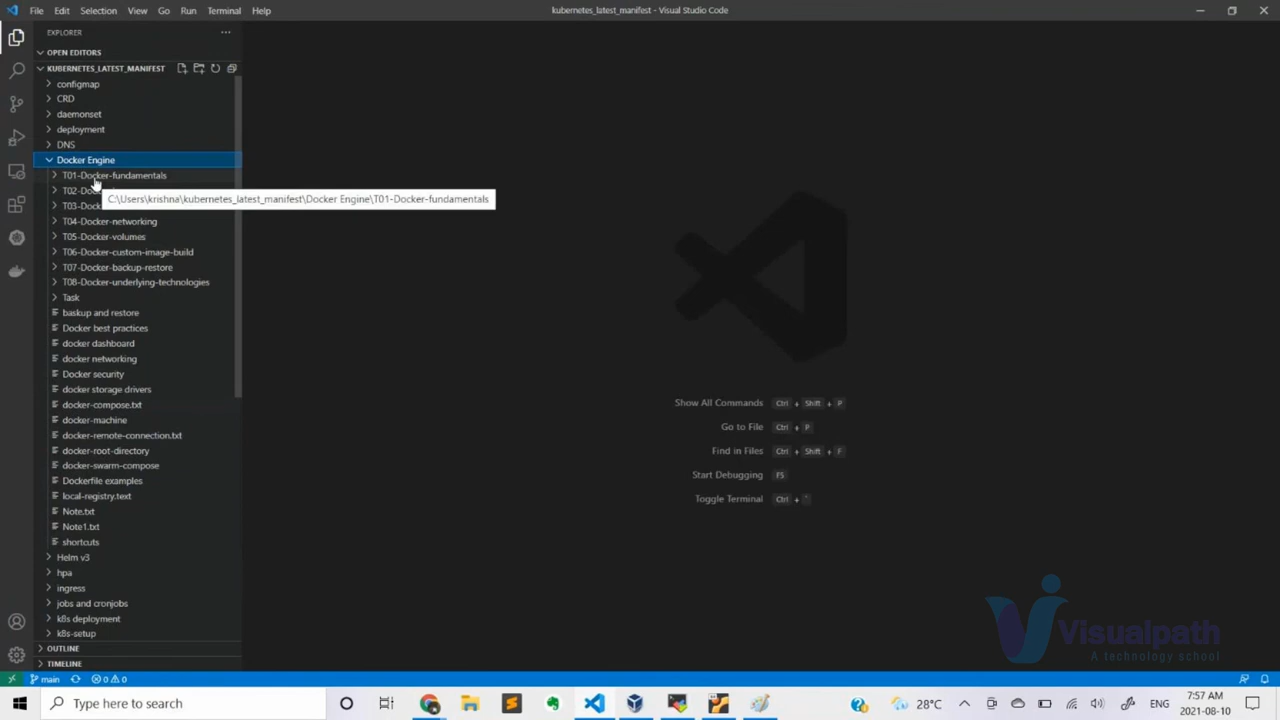 File Edit Selection View Go Run Terminal Help
kubernetes_latest_manifest - Visual Studio Code
EXPLORER
OPEN EDITORS
KUBERNETES_LATEST_MANIFEST
configmap
CRD
daemonset
deployment
DNS
Docker Engine
T01-Docker-fundamentals
T02-Do
C:\Users\krishna\kubernetes_latest_manifest\Docker Engine\T01-Docker-fundamentals
T03-Doc
T04-Docker-networking
T05-Docker-volumes
T06-Docker-custom-image-build
T07-Docker-backup-restore
T08-Docker-underlying-technologies
Task
baskup and restore
Docker best practices
docker dashboard
docker networking
Docker security
docker storage drivers
docker-compose.txt
docker-machine
docker-remote-connection.txt
docker-root-directory
docker-swarm-compose
Dockerfile examples
local-registry.text
Note.txt
Note1.txt
shortcuts
Helm v3
hpa
ingress
jobs and cronjobs
k8s deployment
k8s-setup
OUTLINE
TIMELINE
Show All Commands Ctrl + Shift + P
Go to File Ctrl + P
Find in Files Ctrl + Shift + F
Start Debugging F5
Toggle Terminal Ctrl + `
Visualpath
A technology school
main 0 0
Type here to search
28°C
ENG
7:57 AM
2021-08-10